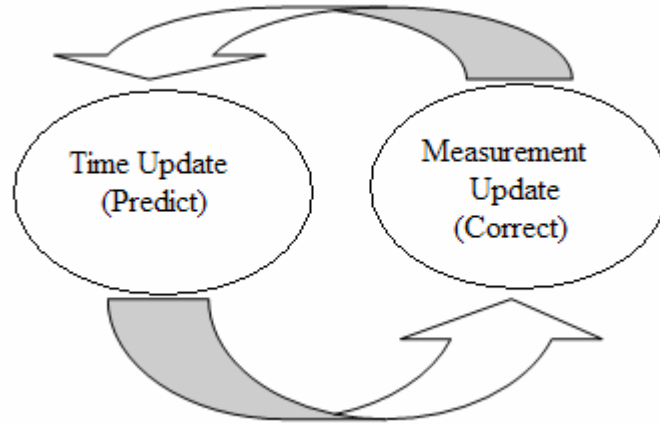 Time Update
(Predict)
Measurement
Update
(Correct)